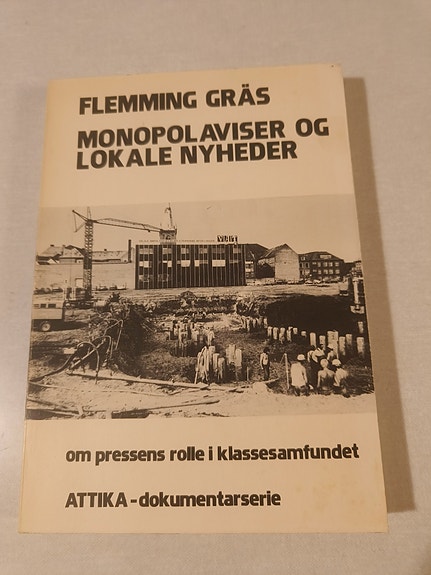 FLEMMING GRÄS
MONOPOLAVISER OG
LOKALE NYHEDER
om pressens rolle i klassesamfundet
ATTIKA-dokumentarserie